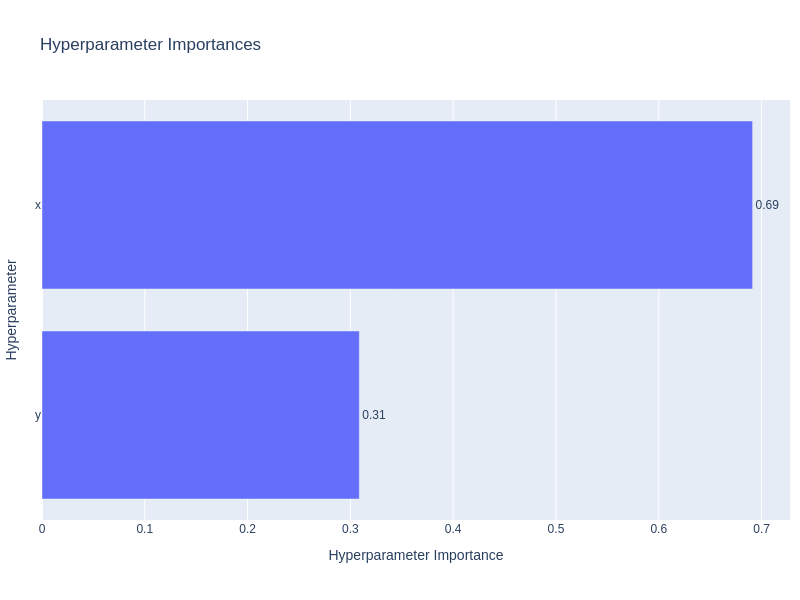 Hyperparameter Importances
Hyperparameter
x
0.69
y
0.31
0 0.1 0.2 0.3 0.4 0.5 0.6 0.7
Hyperparameter Importance